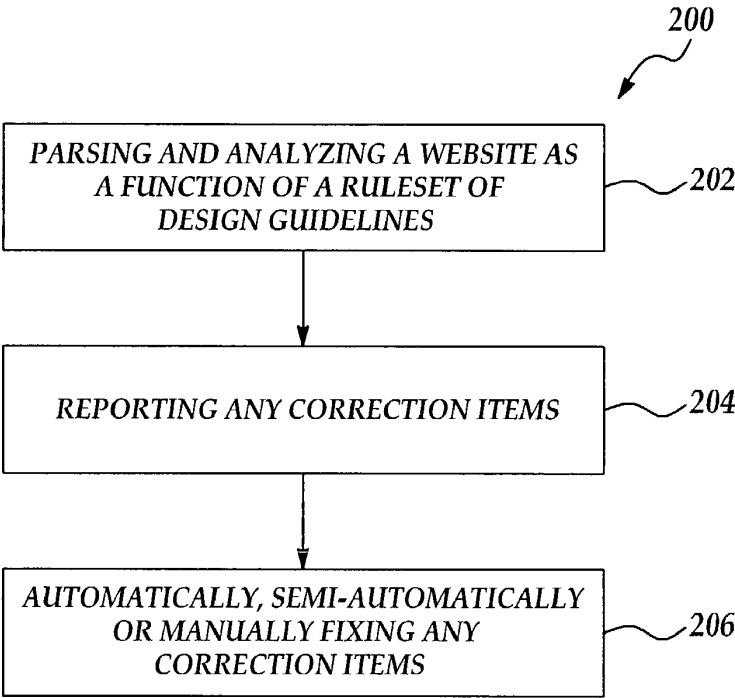 200
PARSING AND ANALYZING A WEBSITE AS
A FUNCTION OF A RULESET OF
DESIGN GUIDELINES
202
REPORTING ANY CORRECTION ITEMS
204
AUTOMATICALLY, SEMI-AUTOMATICALLY
OR MANUALLY FIXING ANY
CORRECTION ITEMS
206